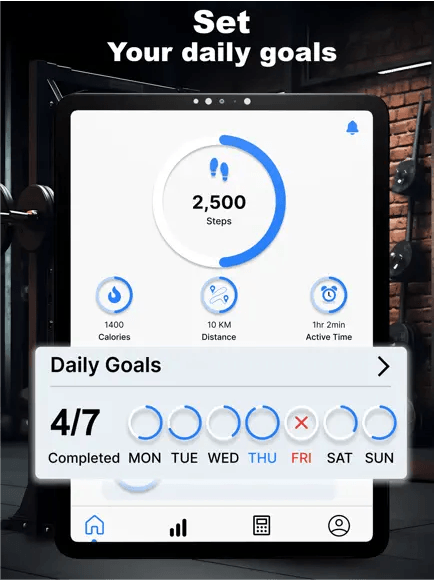 Set
Your daily goals
2,500
Steps
1400
Calories
10 KM
Distance
1hr 2min
Active Time
Daily Goals
4/7
Completed
MON TUE WED THU FRI SAT SUN